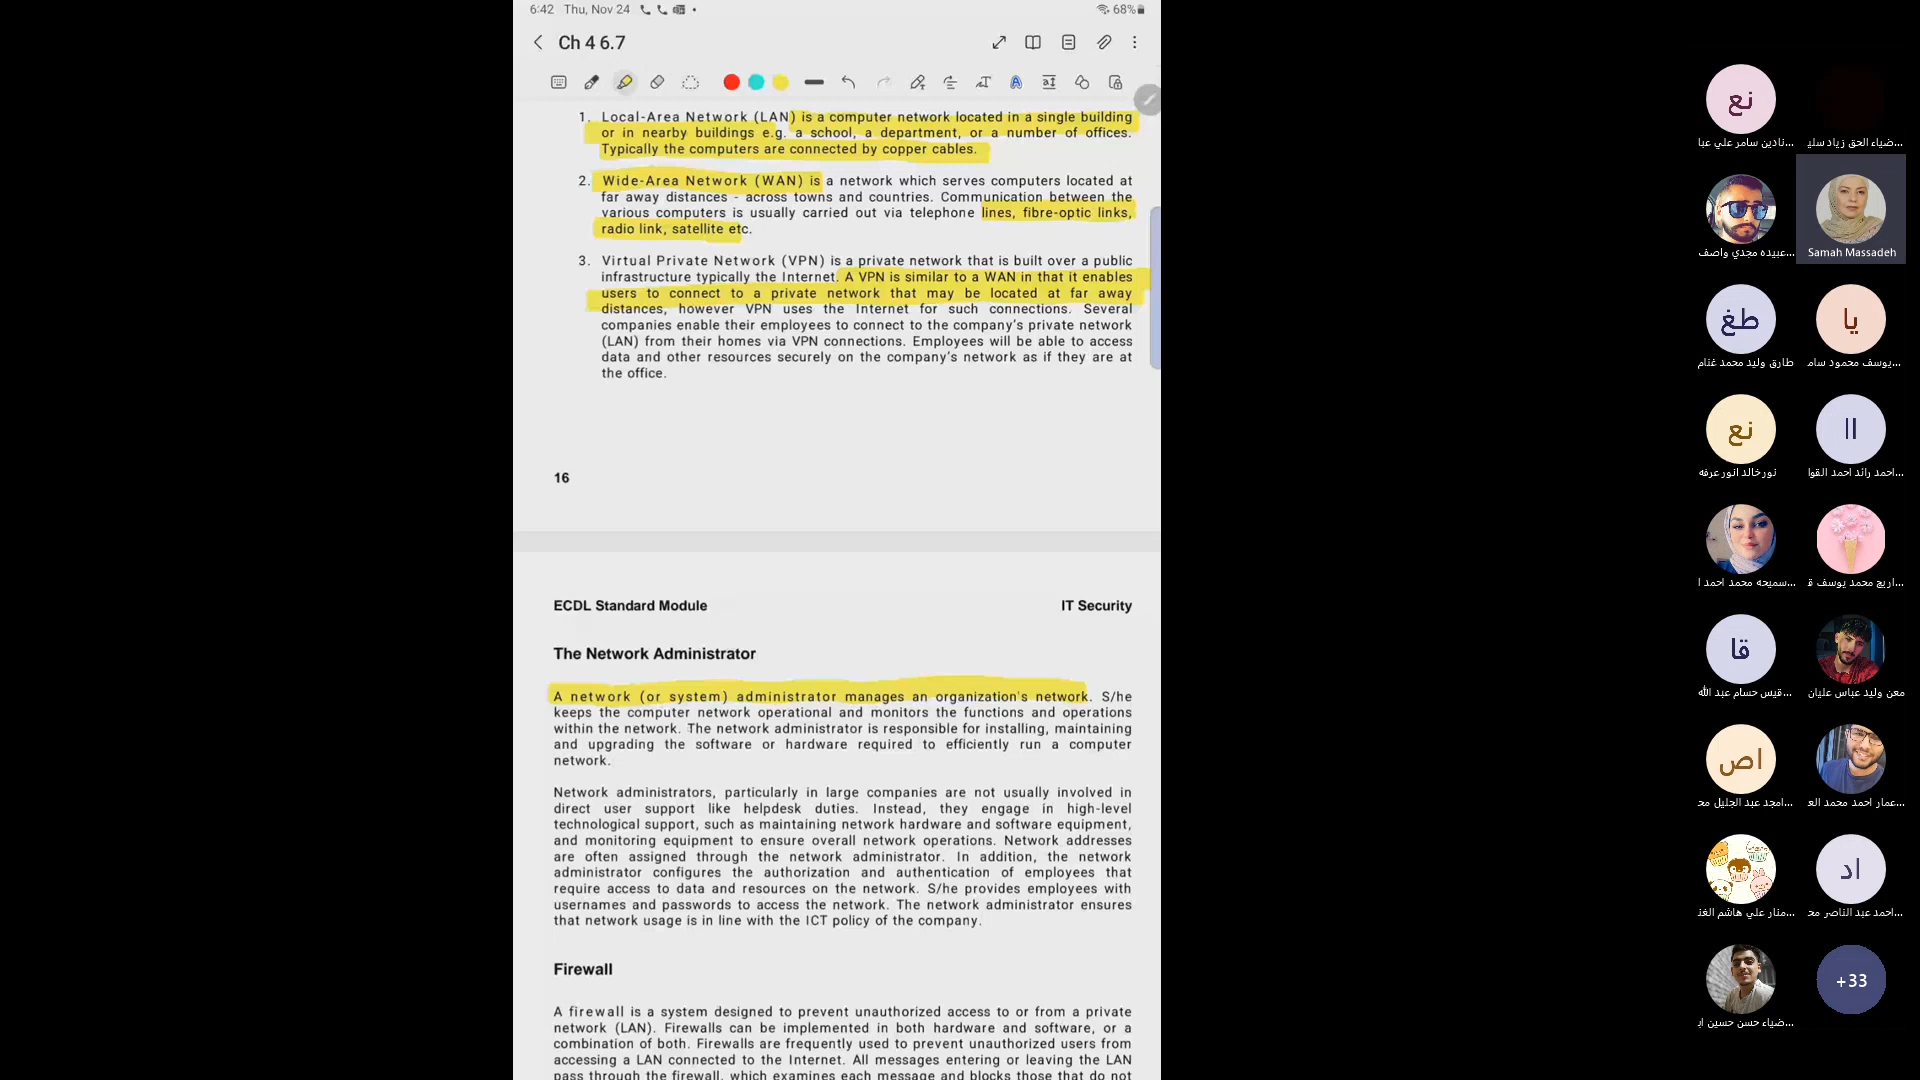 6:42 Thu, Nov 24
68%
Ch 4 6.7
1. Local-Area Network (LAN) is a computer network located in a single building
or in nearby buildings e.g. a school, a department, or a number of offices.
Typically the computers are connected by copper cables.
2. Wide-Area Network (WAN) is a network which serves computers located at
far away distances - across towns and countries. Communication between the
various computers is usually carried out via telephone lines, fibre-optic links,
radio link, satellite etc.
3. Virtual Private Network (VPN) is a private network that is built over a public
infrastructure typically the Internet. A VPN is similar to a WAN in that it enables
users to connect to a private network that may be located at far away
distances, however VPN uses the Internet for such connections. Several
companies enable their employees to connect to the company's private network
(LAN) from their homes via VPN connections. Employees will be able to access
data and other resources securely on the company's network as if they are at
the office.
16
ECDL Standard Module IT Security
The Network Administrator
A network (or system) administrator manages an organization's network. S/he
keeps the computer network operational and monitors the functions and operations
within the network. The network administrator is responsible for installing, maintaining
and upgrading the software or hardware required to efficiently run a computer
network.
Network administrators, particularly in large companies are not usually involved in
direct user support like helpdesk duties. Instead, they engage in high-level
technological support, such as maintaining network hardware and software equipment,
and monitoring equipment to ensure overall network operations. Network addresses
are often assigned through the network administrator. In addition, the network
administrator configures the authorization and authentication of employees that
require access to data and resources on the network. S/he provides employees with
usernames and passwords to access the network. The network administrator ensures
that network usage is in line with the ICT policy of the company.
Firewall
A firewall is a system designed to prevent unauthorized access to or from a private
network (LAN). Firewalls can be implemented in both hardware and software, or a
combination of both. Firewalls are frequently used to prevent unauthorized users from
accessing a LAN connected to the Internet. All messages entering or leaving the LAN
pass through the firewall, which examines each message and blocks those that do not
نع
نادين سامر علي عبا...
ضياء الحق زياد سلي...
عبيده مجدي واصف...
Samah Massadeh
طغ
طارق وليد محمد غنام
يا
يوسف محمود سام...
نع
نور خالد انور عرفه
اا
احمد رائد احمد القوا...
سميحه محمد احمد ا...
اريج محمد يوسف ق...
قا
قيس حسام عبد الله...
معن وليد عباس عليان
اص
امجد عبد الجليل مح...
عمار احمد محمد الع...
منار علي هاشم الغن...
اد
احمد عبد الناصر مح...
ضياء حسن حسين اب...
+33